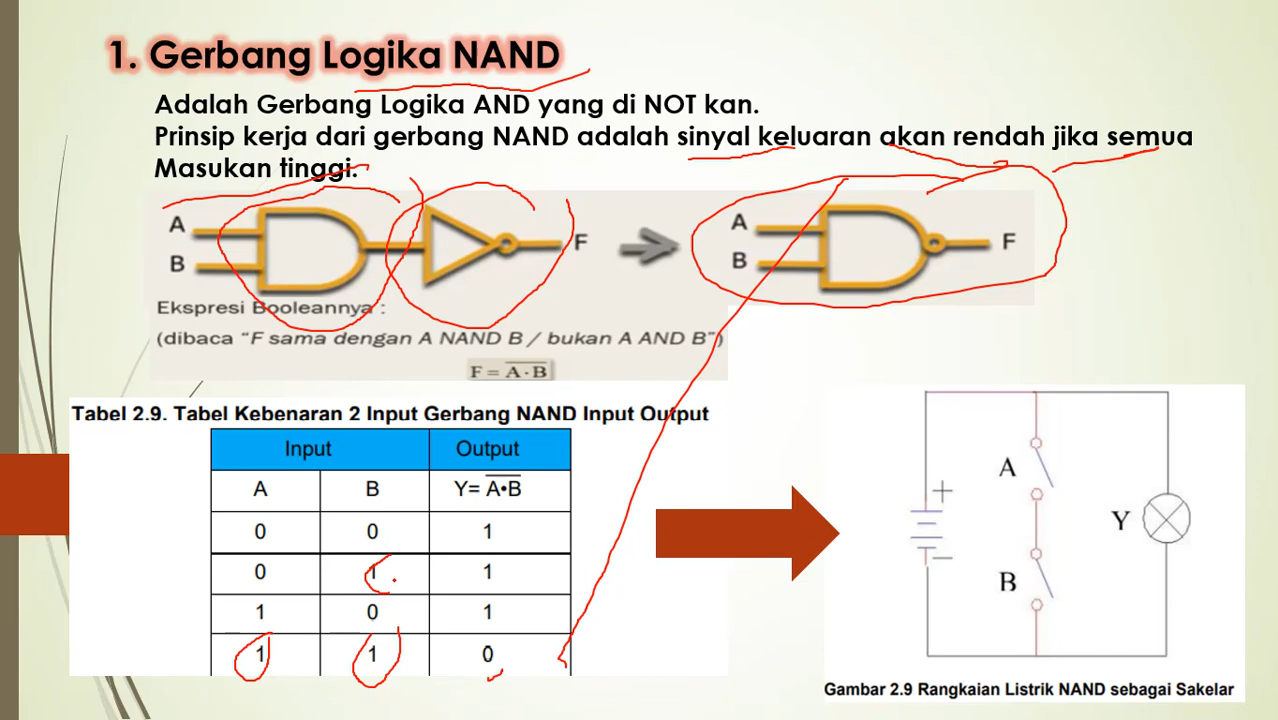 1. Gerbang Logika NAND
Adalah Gerbang Logika AND yang di NOT kan.
Prinsip kerja dari gerbang NAND adalah sinyal keluaran akan rendah jika semua
Masukan tinggi.
A
B
F
A
B
F
Ekspresi Booleannya :
(dibaca "F sama dengan A NAND B / bukan A AND B")
F = A̅ ̅·̅ ̅B̅
Tabel 2.9. Tabel Kebenaran 2 Input Gerbang NAND Input Output
Input Output
A B Y= A̅•̅B̅
0 0 1
0 1 1
1 0 1
1 1 0
+
−
A
B
Y
Gambar 2.9 Rangkaian Listrik NAND sebagai Sakelar